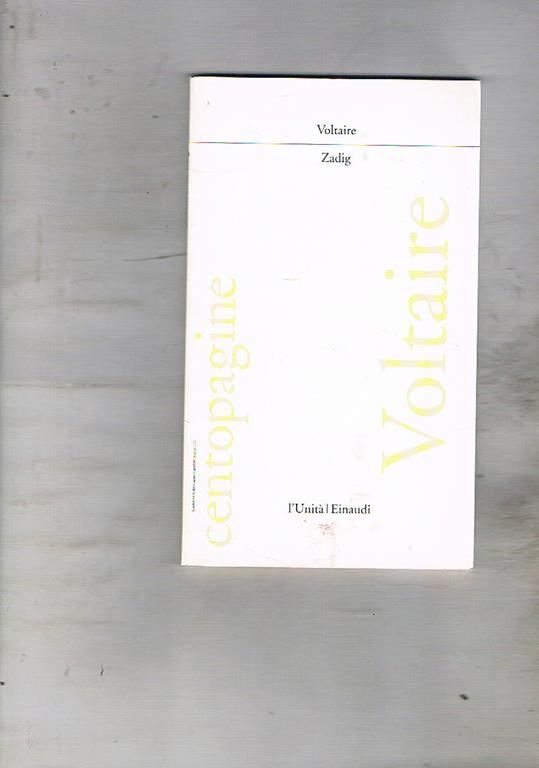 Voltaire
Zadig
centopagine
Voltaire
l'Unità | Einaudi